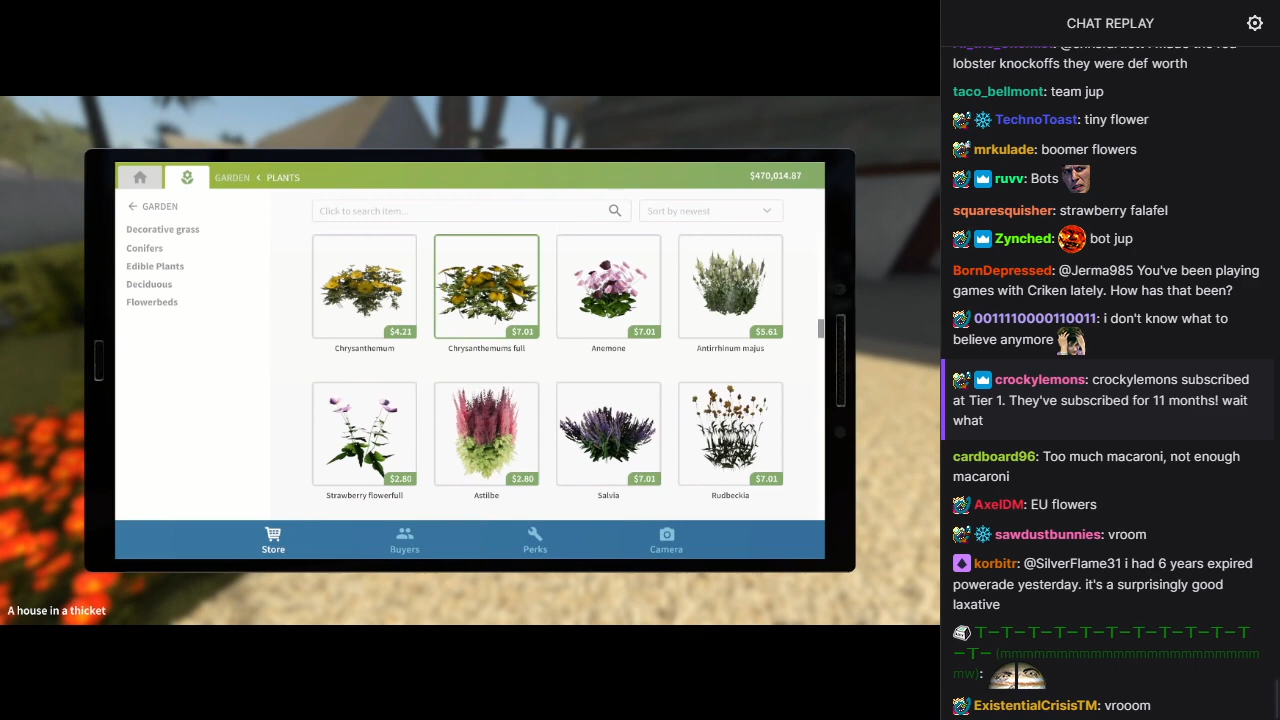 CHAT REPLAY
lobster knockoffs they were def worth
taco_bellmont: team jup
TechnoToast: tiny flower
mrkulade: boomer flowers
ruvv: Bots
squaresquisher: strawberry falafel
Zynched: bot jup
BornDepressed: @Jerma985 You've been playing
games with Criken lately. How has that been?
0011110000110011: i don't know what to
believe anymore
crockylemons: crockylemons subscribed
at Tier 1. They've subscribed for 11 months! wait
what
cardboard96: Too much macaroni, not enough
macaroni
AxelDM: EU flowers
sawdustbunnies: vroom
korbitr: @SilverFlame31 i had 6 years expired
powerade yesterday. it's a surprisingly good
laxative
ExistentialCrisisTM: vrooom
GARDEN < PLANTS
$470,014.87
GARDEN
Decorative grass
Conifers
Edible Plants
Deciduous
Flowerbeds
Click to search item...
Sort by newest
$4.21
$7.01
$7.01
$5.61
Chrysanthemum
Chrysanthemums full
Anemone
Antirrhinum majus
$2.80
$2.80
$7.01
$7.01
Strawberry flowerfull
Astilbe
Salvia
Rudbeckia
Store
Buyers
Perks
Camera
A house in a thicket